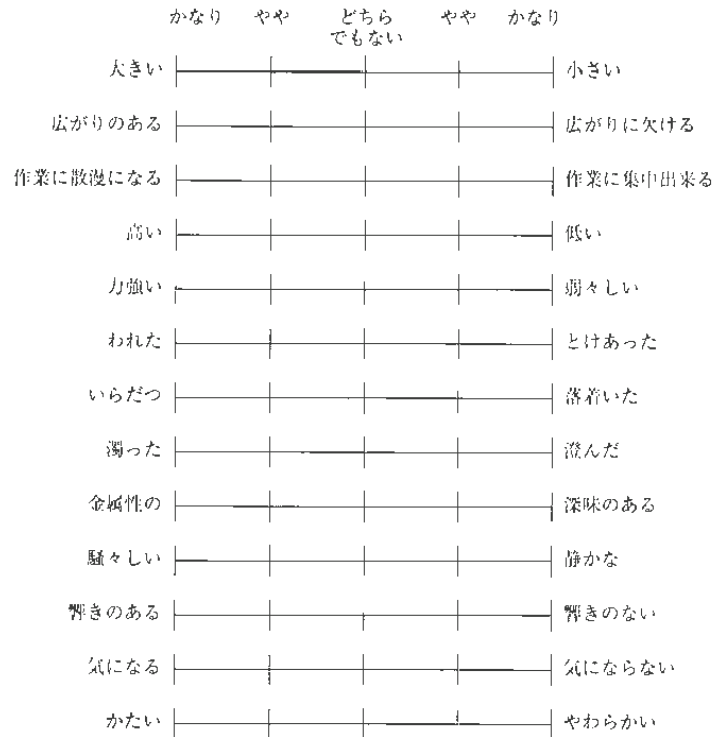 かなり やや どちら やや かなり
でもない
大きい 小さい
広がりのある 広がりに欠ける
作業に散漫になる 作業に集中出来る
高い 低い
力強い 弱々しい
われた とけあった
いらだつ 落着いた
濁った 澄んだ
金属性の 深味のある
騒々しい 静かな
響きのある 響きのない
気になる 気にならない
かたい やわらかい